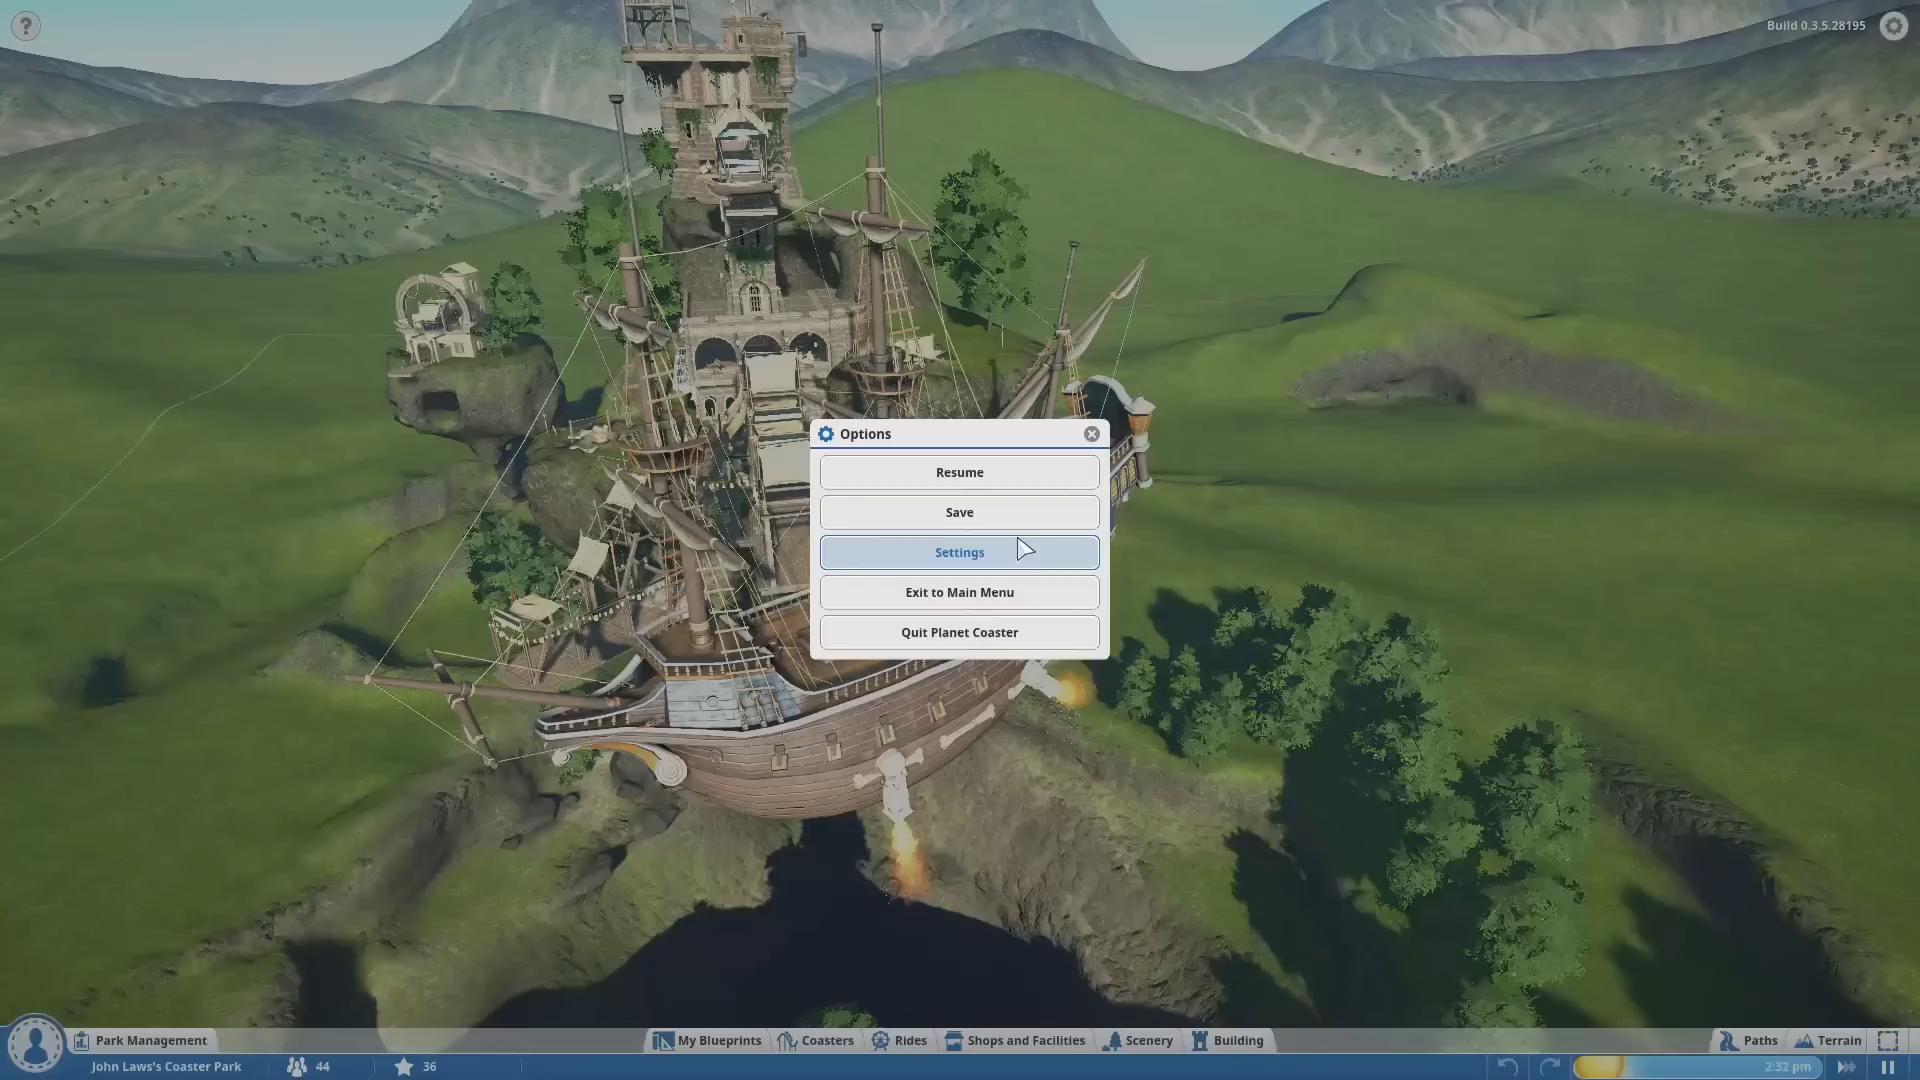 ?
Build 0.3.5.28195
Options
Resume
Save
Settings
Exit to Main Menu
Quit Planet Coaster
Park Management
My Blueprints
Coasters
Rides
Shops and Facilities
Scenery
Building
Paths
Terrain
John Laws's Coaster Park
44
36
2:32 pm